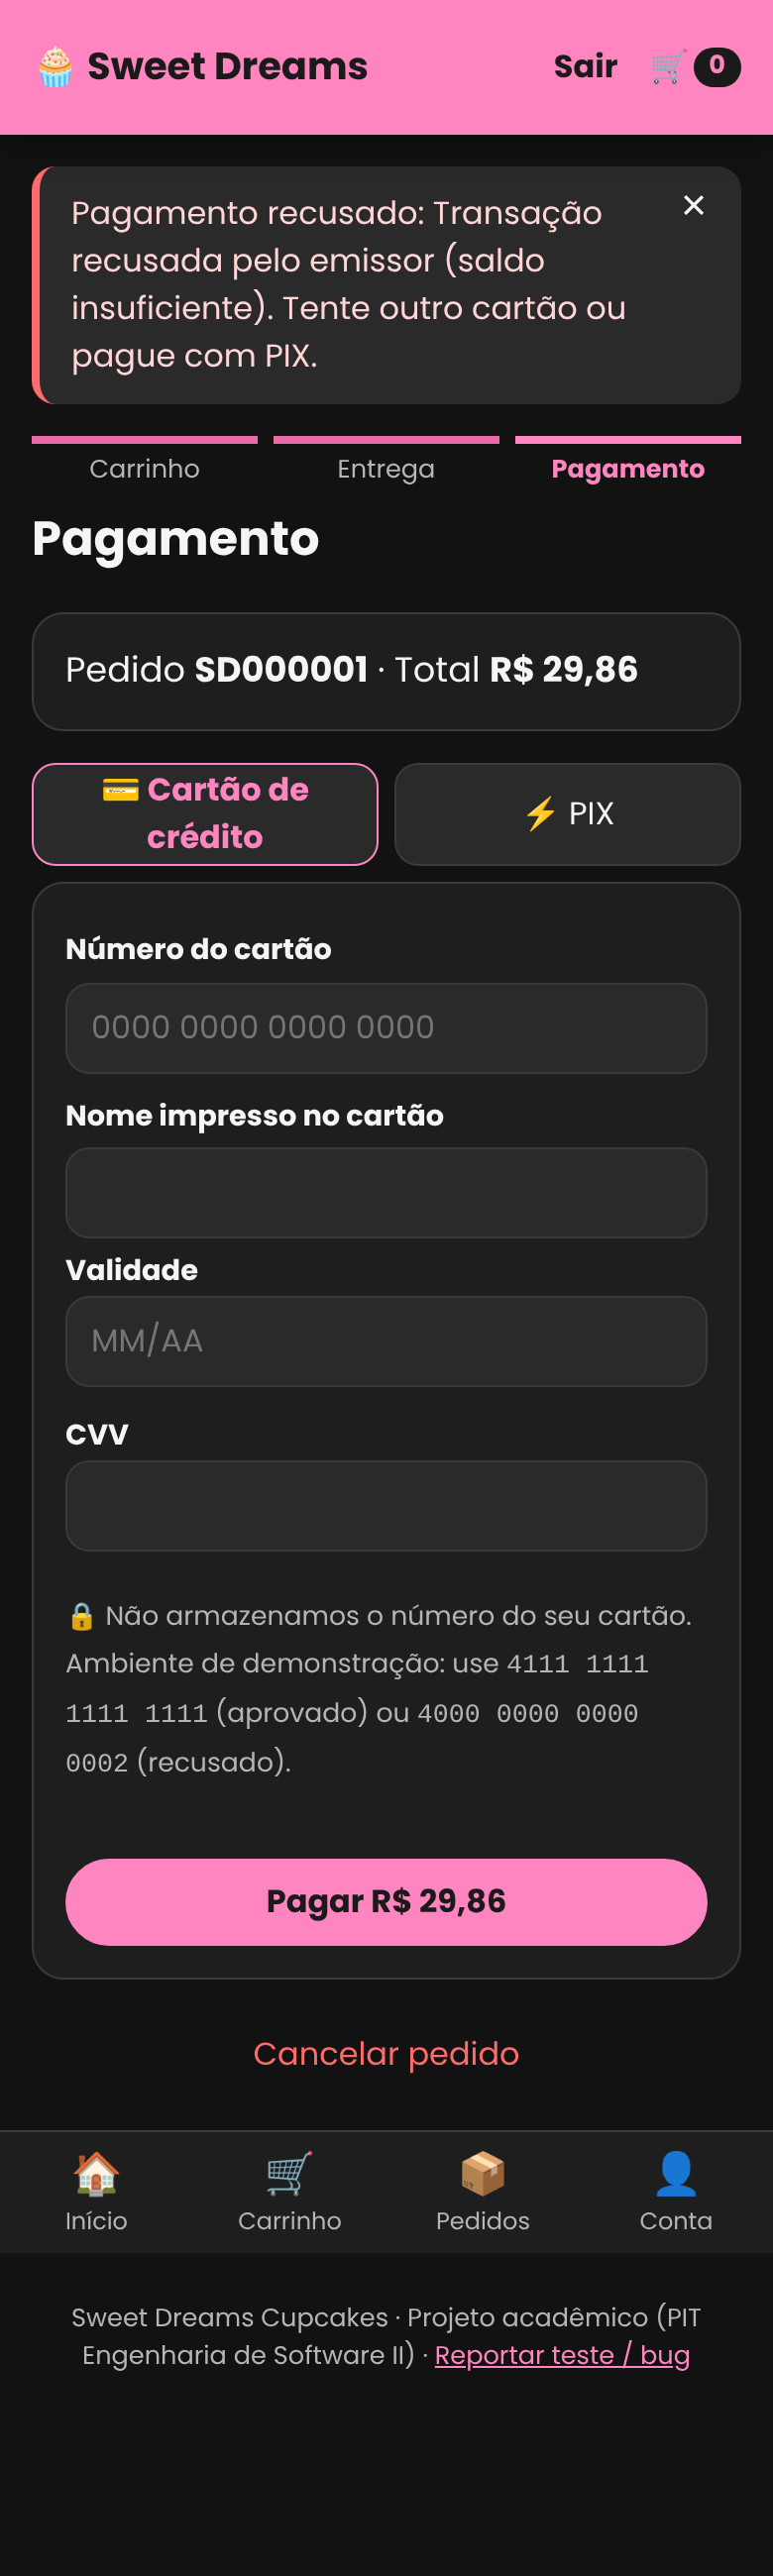 🧁 Sweet Dreams
Sair 🛒 0
Pagamento recusado: Transação
recusada pelo emissor (saldo
insuficiente). Tente outro cartão ou
pague com PIX.
✕
Carrinho
Entrega
Pagamento
Pagamento
Pedido SD000001 · Total R$ 29,86
💳 Cartão de
crédito
⚡ PIX
Número do cartão
0000 0000 0000 0000
Nome impresso no cartão
Validade
MM/AA
CVV
🔒 Não armazenamos o número do seu cartão.
Ambiente de demonstração: use 4111 1111
1111 1111 (aprovado) ou 4000 0000 0000
0002 (recusado).
Pagar R$ 29,86
Cancelar pedido
Início
Carrinho
Pedidos
Conta
Sweet Dreams Cupcakes · Projeto acadêmico (PIT
Engenharia de Software II) · Reportar teste / bug